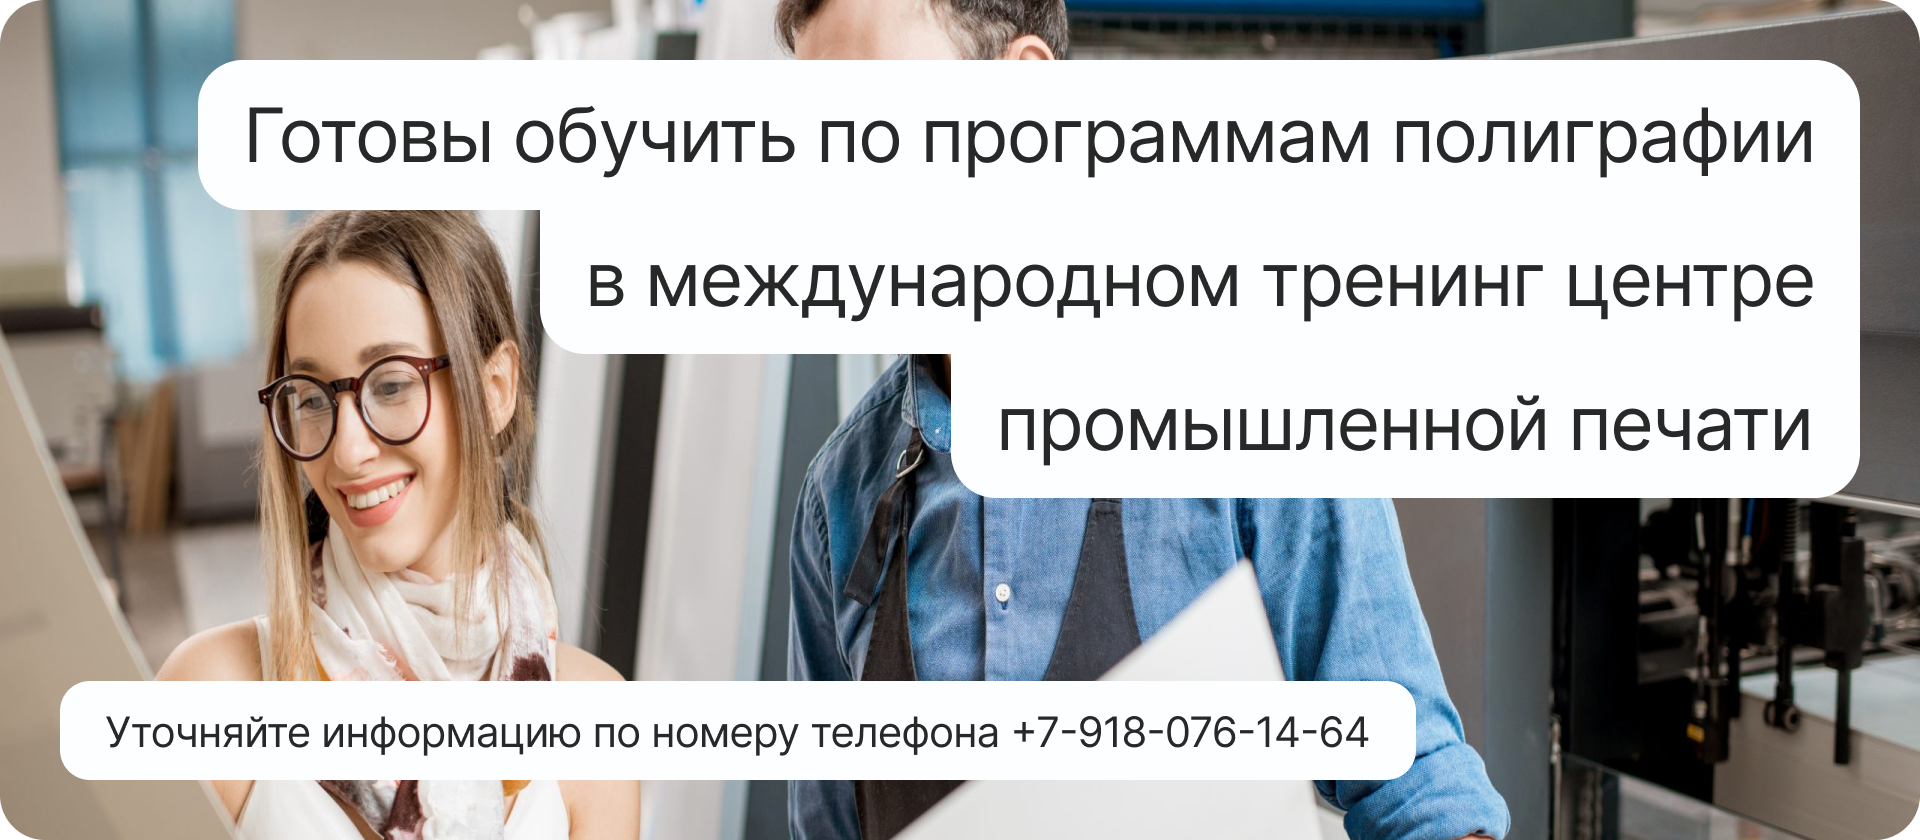 Готовы обучить по программам полиграфии
в международном тренинг центре
промышленной печати
Уточняйте информацию по номеру телефона +7-918-076-14-64